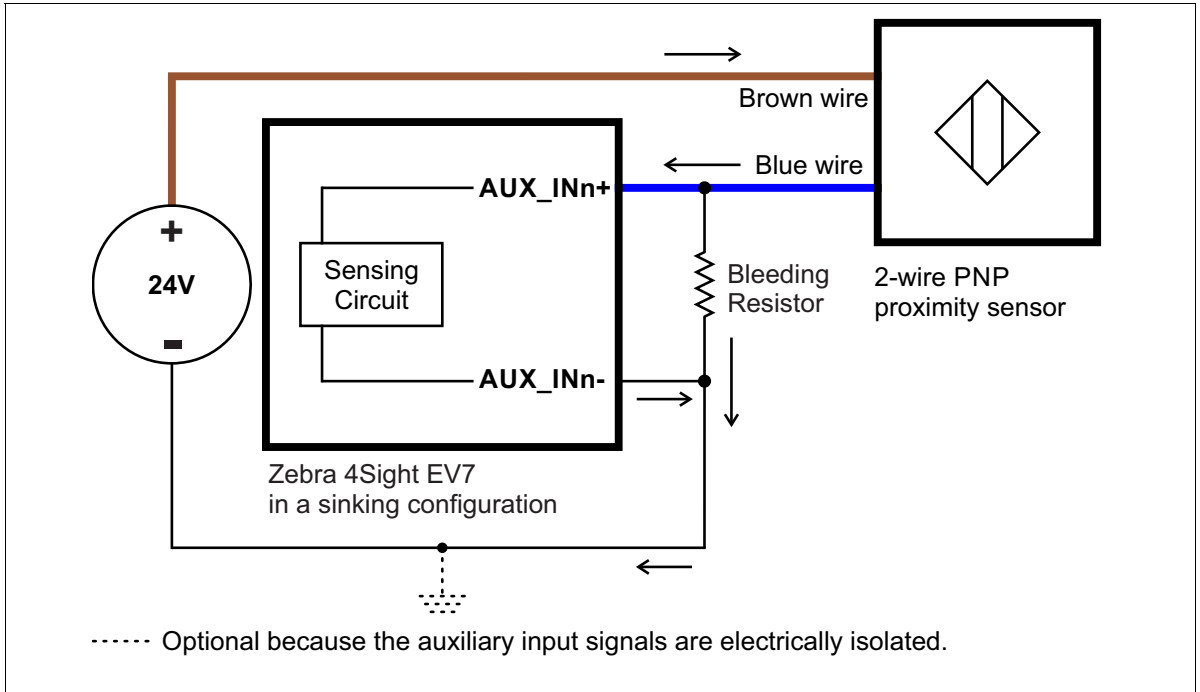 Brown wire
Blue wire
AUX_INn+
+
24V
-
Sensing
Circuit
Bleeding
Resistor
2-wire PNP
proximity sensor
AUX_INn-
Zebra 4Sight EV7
in a sinking configuration
Optional because the auxiliary input signals are electrically isolated.